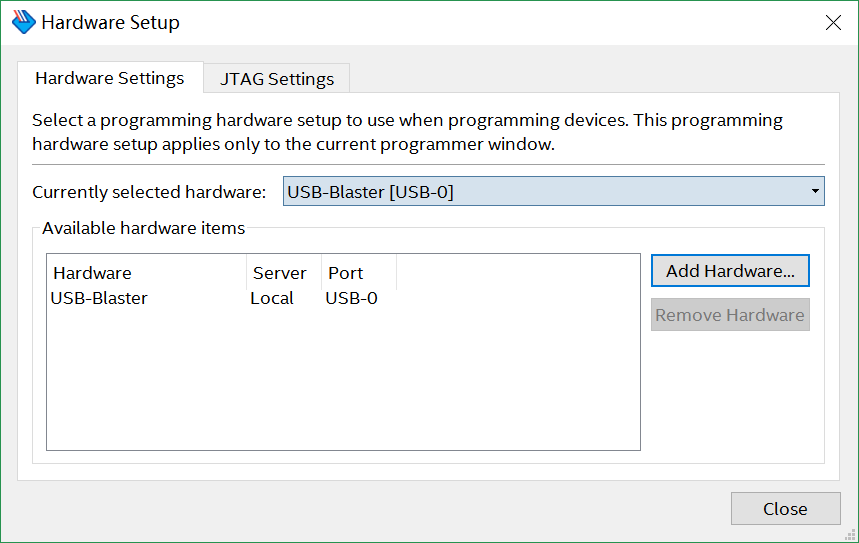 Hardware Setup
Hardware Settings
JTAG Settings
Select a programming hardware setup to use when programming devices. This programming
hardware setup applies only to the current programmer window.
Currently selected hardware:
USB-Blaster [USB-0]
Available hardware items
Hardware Server Port
USB-Blaster Local USB-0
Add Hardware...
Remove Hardware
Close